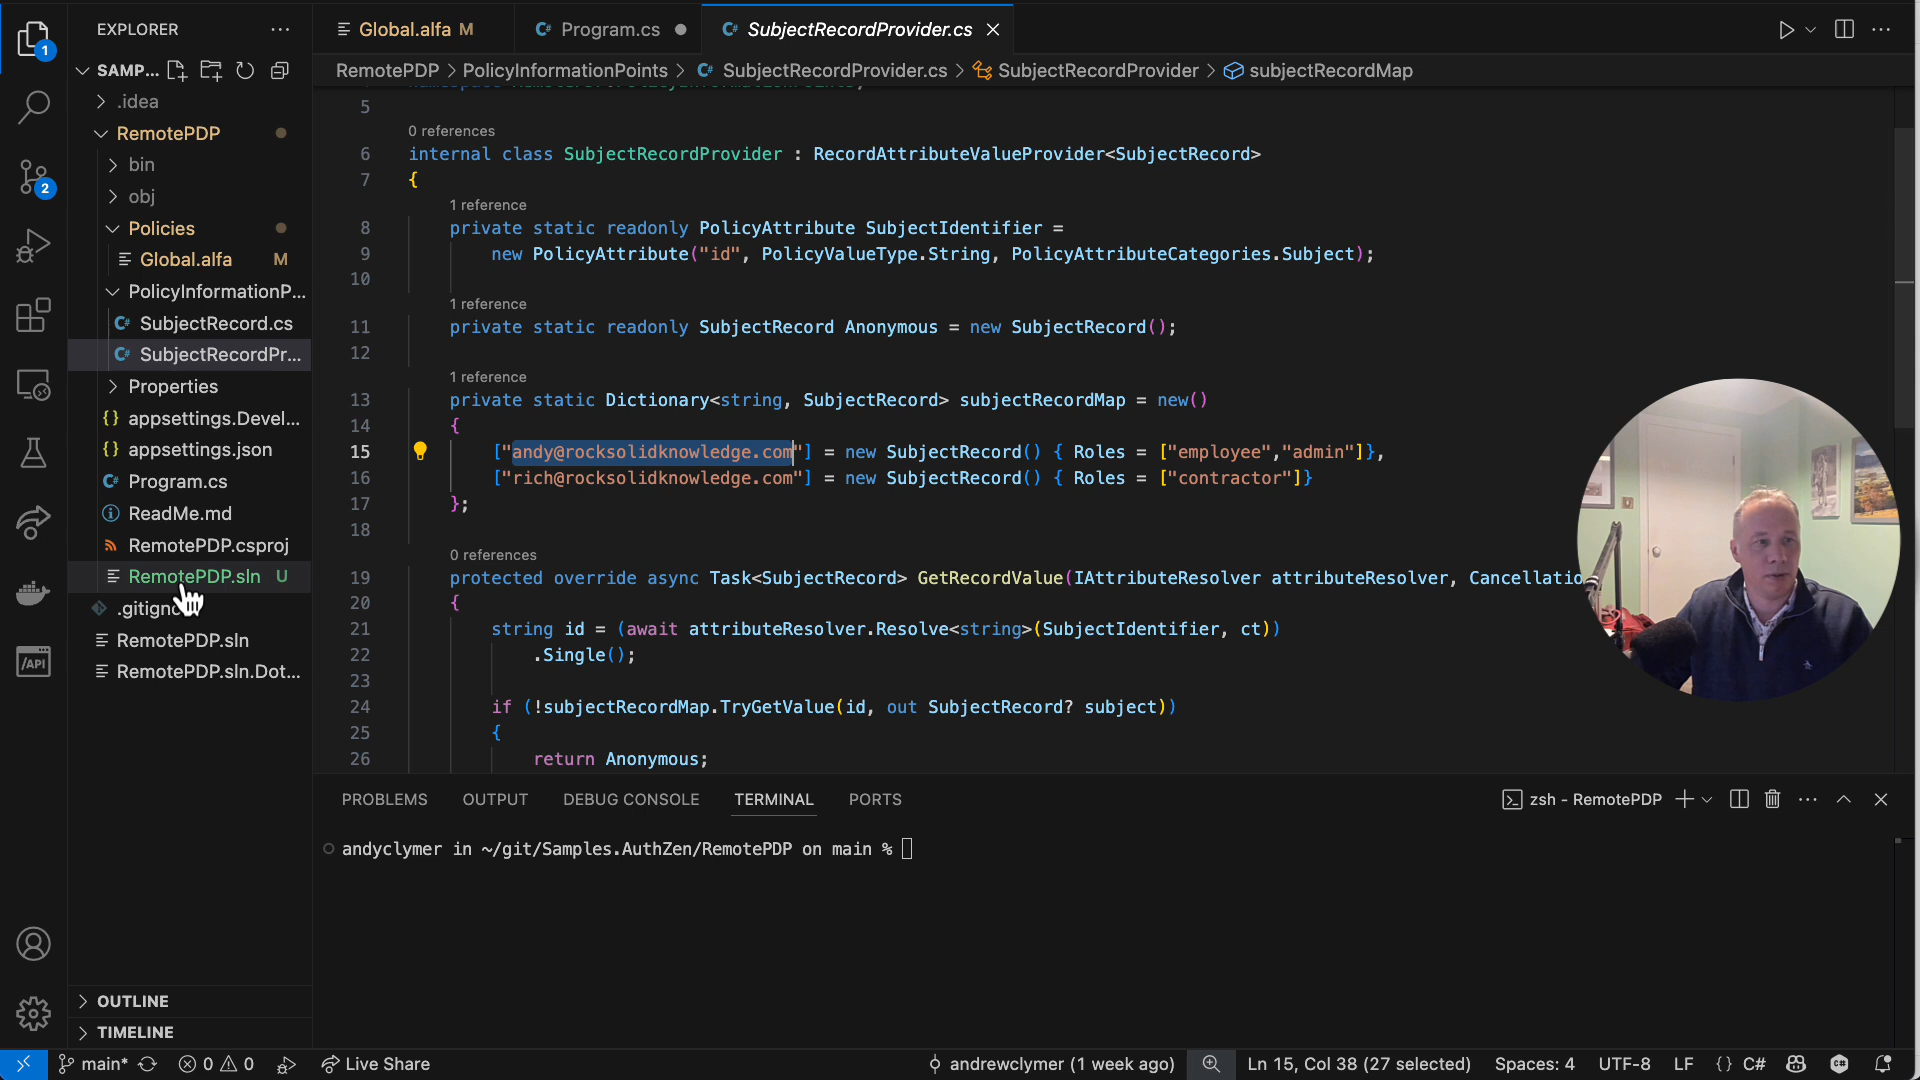 EXPLORER
SAMP...
.idea
RemotePDP
bin
obj
Policies
Global.alfa M
PolicyInformationP...
SubjectRecord.cs
SubjectRecordPr...
Properties
appsettings.Devel...
appsettings.json
Program.cs
ReadMe.md
RemotePDP.csproj
RemotePDP.sln U
RemotePDP.sln
RemotePDP.sln.Dot...
OUTLINE
TIMELINE
1
2
/API
Global.alfa M
C# Program.cs
C# SubjectRecordProvider.cs
RemotePDP > PolicyInformationPoints > C# SubjectRecordProvider.cs > SubjectRecordProvider > subjectRecordMap
5
0 references
6 internal class SubjectRecordProvider : RecordAttributeValueProvider<SubjectRecord>
7 {
1 reference
8 private static readonly PolicyAttribute SubjectIdentifier =
9 new PolicyAttribute("id", PolicyValueType.String, PolicyAttributeCategories.Subject);
10
1 reference
11 private static readonly SubjectRecord Anonymous = new SubjectRecord();
12
1 reference
13 private static Dictionary<string, SubjectRecord> subjectRecordMap = new()
14 {
15 ["andy@rocksolidknowledge.com"] = new SubjectRecord() { Roles = ["employee","admin"]},
16 ["rich@rocksolidknowledge.com"] = new SubjectRecord() { Roles = ["contractor"]}
17 };
18
0 references
19 protected override async Task<SubjectRecord> GetRecordValue(IAttributeResolver attributeResolver, Cancellatio
20 {
21 string id = (await attributeResolver.Resolve<string>(SubjectIdentifier, ct))
22 .Single();
23
24 if (!subjectRecordMap.TryGetValue(id, out SubjectRecord? subject))
25 {
26 return Anonymous;
PROBLEMS OUTPUT DEBUG CONSOLE TERMINAL PORTS
zsh - RemotePDP
andyclymer in ~/git/Samples.AuthZen/RemotePDP on main %
main* 0 0 Live Share andrewclymer (1 week ago) Ln 15, Col 38 (27 selected) Spaces: 4 UTF-8 LF {} C#